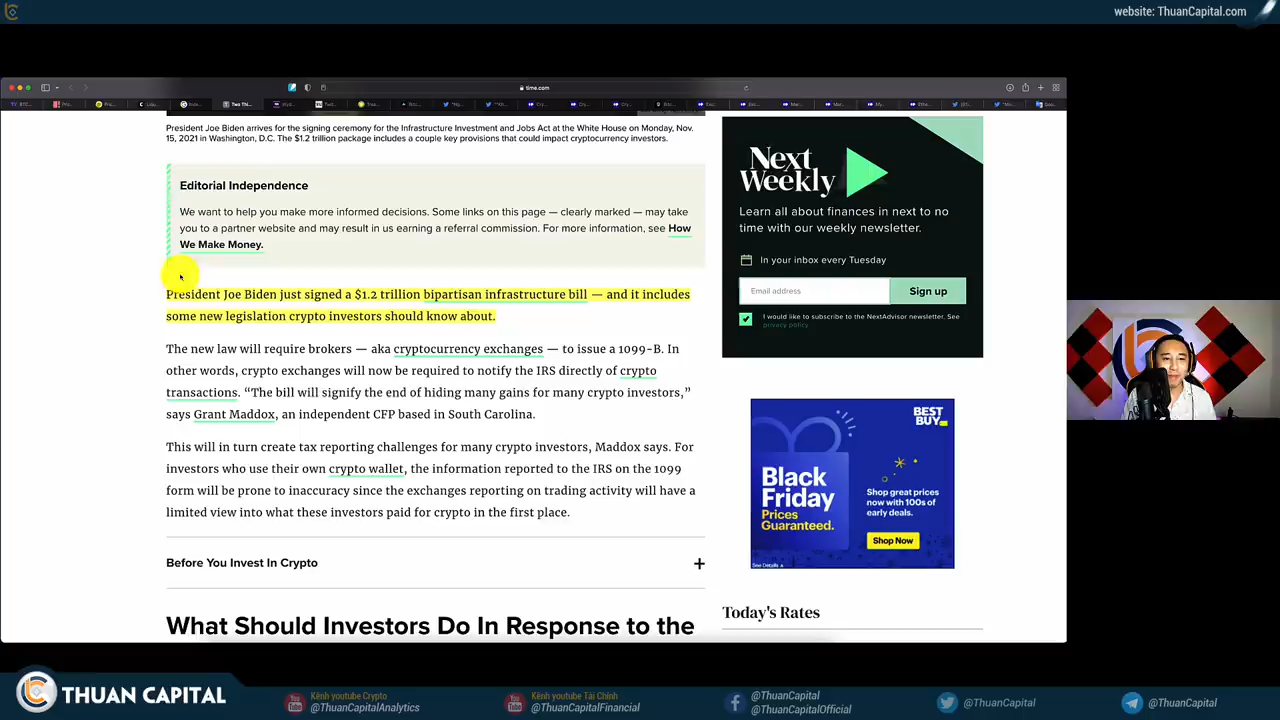 website: ThuanCapital.com
time.com
President Joe Biden arrives for the signing ceremony for the Infrastructure Investment and Jobs Act at the White House on Monday, Nov.
15, 2021 in Washington, D.C. The $1.2 trillion package includes a couple key provisions that could impact cryptocurrency investors.
Editorial Independence
We want to help you make more informed decisions. Some links on this page — clearly marked — may take
you to a partner website and may result in us earning a referral commission. For more information, see How
We Make Money.
President Joe Biden just signed a $1.2 trillion bipartisan infrastructure bill — and it includes
some new legislation crypto investors should know about.
The new law will require brokers — aka cryptocurrency exchanges — to issue a 1099-B. In
other words, crypto exchanges will now be required to notify the IRS directly of crypto
transactions. “The bill will signify the end of hiding many gains for many crypto investors,”
says Grant Maddox, an independent CFP based in South Carolina.
This will in turn create tax reporting challenges for many crypto investors, Maddox says. For
investors who use their own crypto wallet, the information reported to the IRS on the 1099
form will be prone to inaccuracy since the exchanges reporting on trading activity will have a
limited view into what these investors paid for crypto in the first place.
Before You Invest In Crypto
What Should Investors Do In Response to the
Next
Weekly
Learn all about finances in next to no
time with our weekly newsletter.
In your inbox every Tuesday
Email address
Sign up
I would like to subscribe to the NextAdvisor newsletter. See
privacy policy.
BEST
BUY
Black
Friday
Prices
Guaranteed.
Shop great prices
now with 100s of
early deals.
Shop Now
See Details
Today's Rates
THUAN CAPITAL
Kênh youtube Crypto
@ThuanCapitalAnalytics
Kênh youtube Tài Chính
@ThuanCapitalFinancial
@ThuanCapital
@ThuanCapitalOfficial
@ThuanCapital
@ThuanCapital